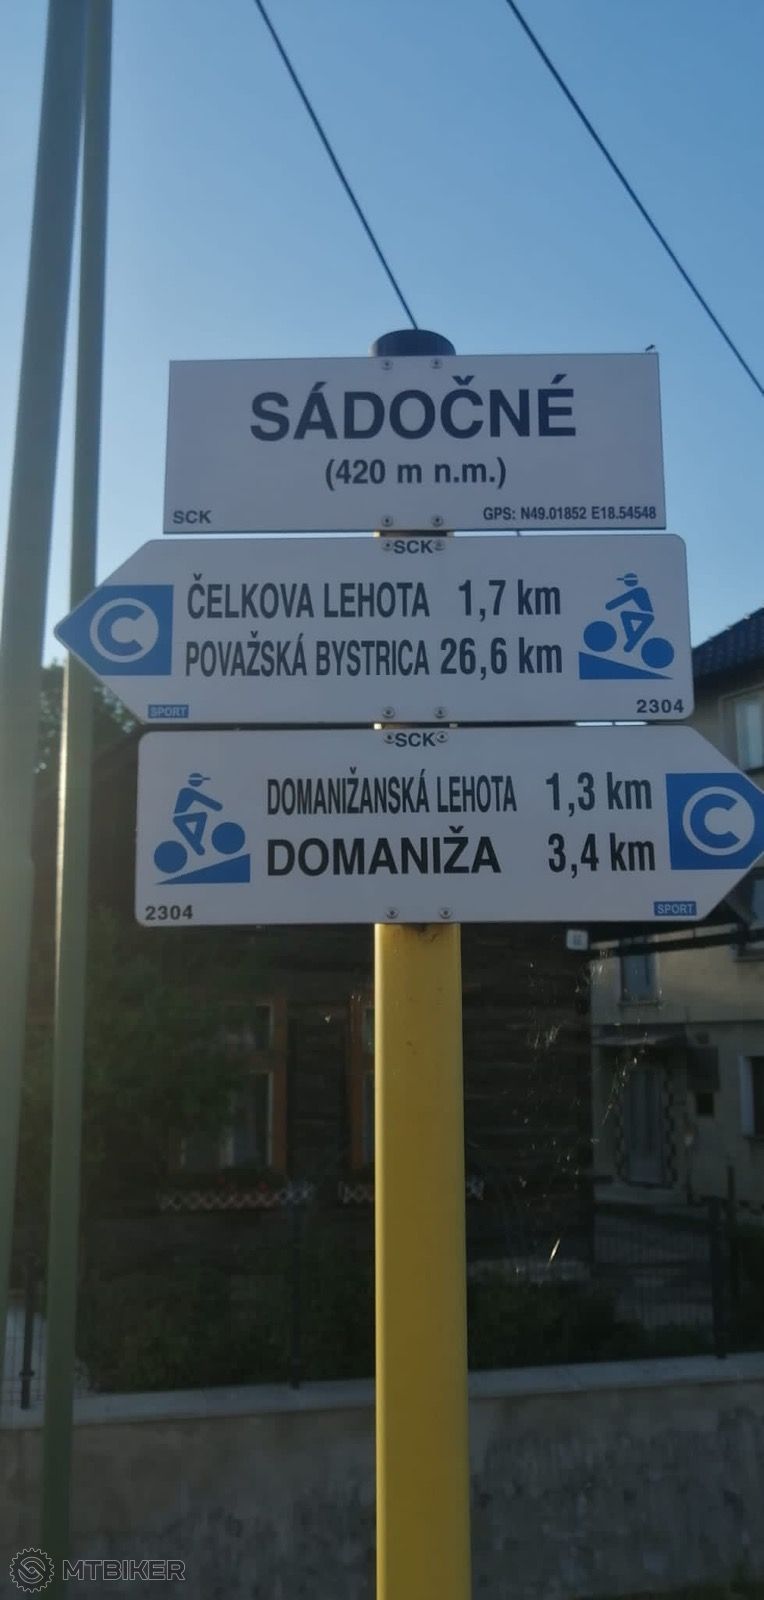 SÁDOČNÉ
(420 m n.m.)
SCK GPS: N49.01852 E18.54548
SCK
C ČELKOVA LEHOTA 1,7 km
POVAŽSKÁ BYSTRICA 26,6 km
SPORT 2304
SCK
DOMANIŽANSKÁ LEHOTA 1,3 km C
DOMANIŽA 3,4 km
2304 SPORT
MTBIKER